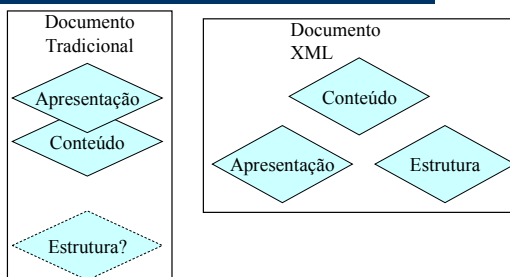 Documento
Tradicional
Apresentação
Conteúdo
Estrutura?
Documento
XML
Conteúdo
Apresentação
Estrutura